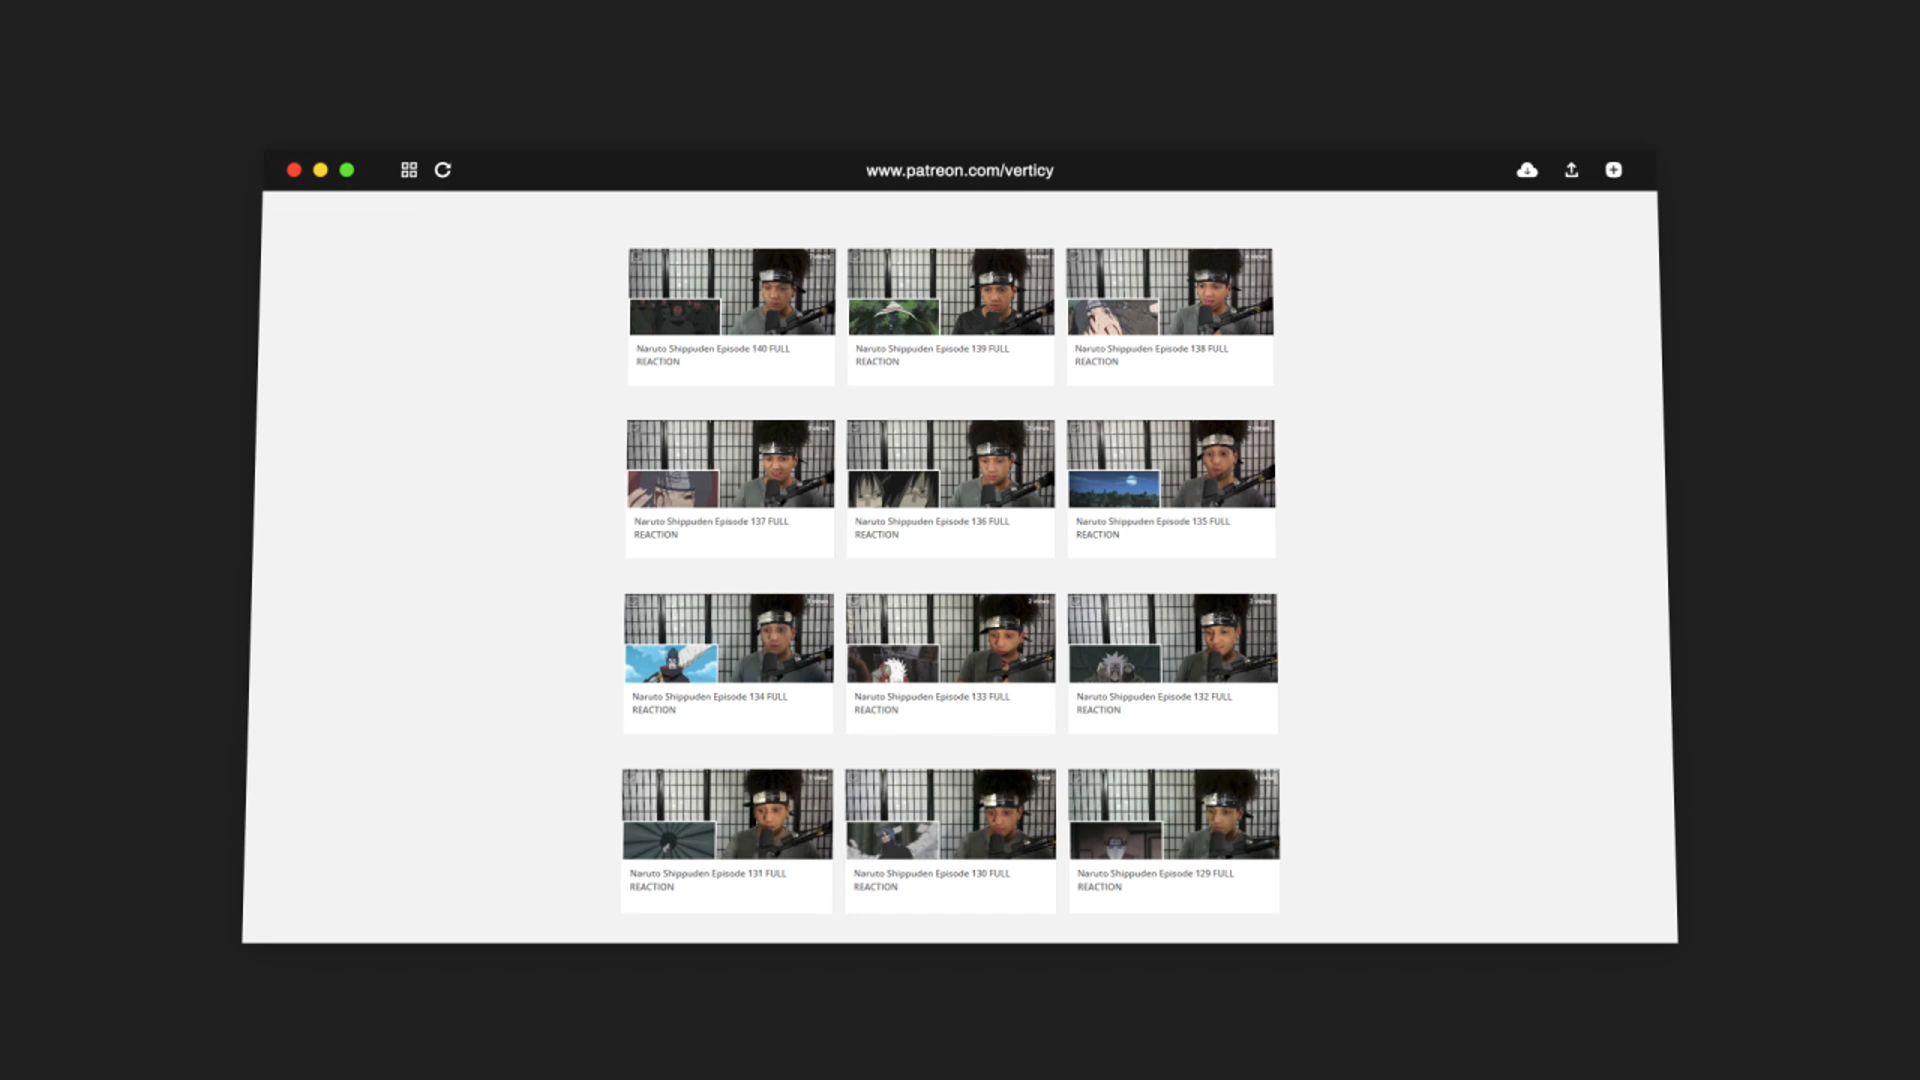 www.patreon.com/verticy
Naruto Shippuden Episode 140 FULL
REACTION
Naruto Shippuden Episode 139 FULL
REACTION
Naruto Shippuden Episode 138 FULL
REACTION
Naruto Shippuden Episode 137 FULL
REACTION
Naruto Shippuden Episode 136 FULL
REACTION
Naruto Shippuden Episode 135 FULL
REACTION
2 views
Naruto Shippuden Episode 134 FULL
REACTION
Naruto Shippuden Episode 133 FULL
REACTION
Naruto Shippuden Episode 132 FULL
REACTION
Naruto Shippuden Episode 131 FULL
REACTION
Naruto Shippuden Episode 130 FULL
REACTION
Naruto Shippuden Episode 129 FULL
REACTION